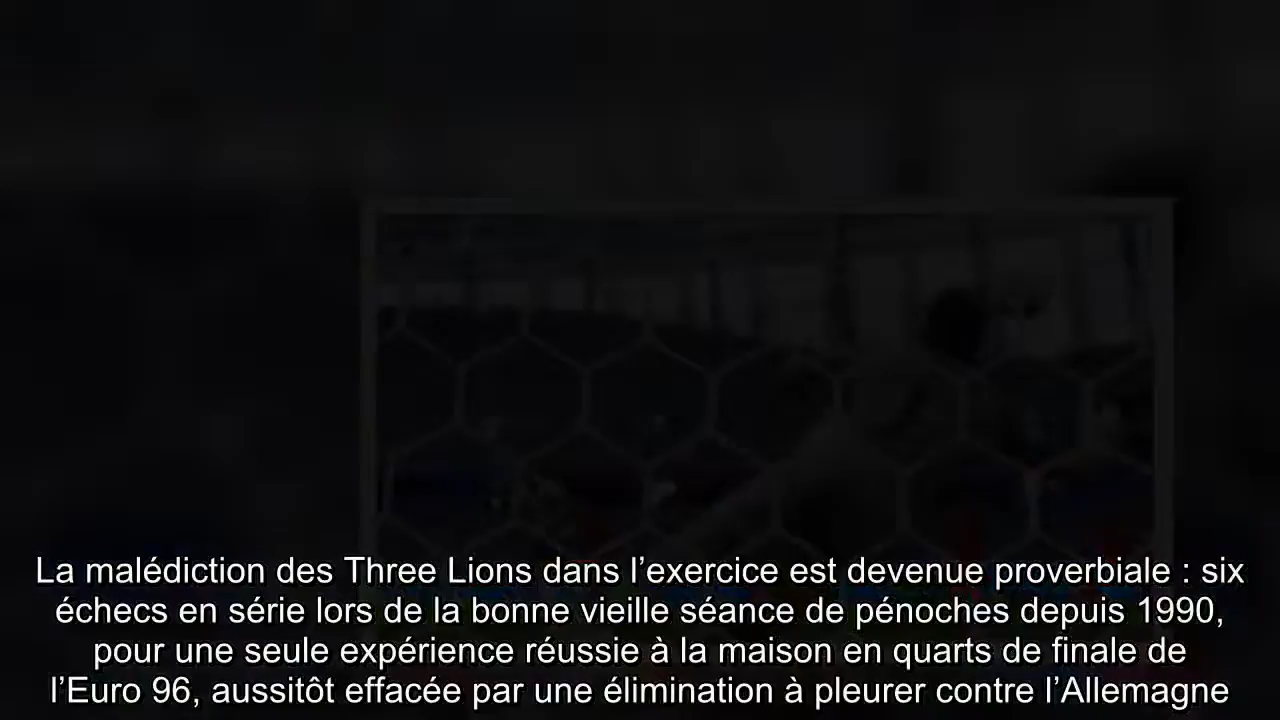 La malédiction des Three Lions dans l’exercice est devenue proverbiale : six
échecs en série lors de la bonne vieille séance de pénoches depuis 1990,
pour une seule expérience réussie à la maison en quarts de finale de
l’Euro 96, aussitôt effacée par une élimination à pleurer contre l’Allemagne